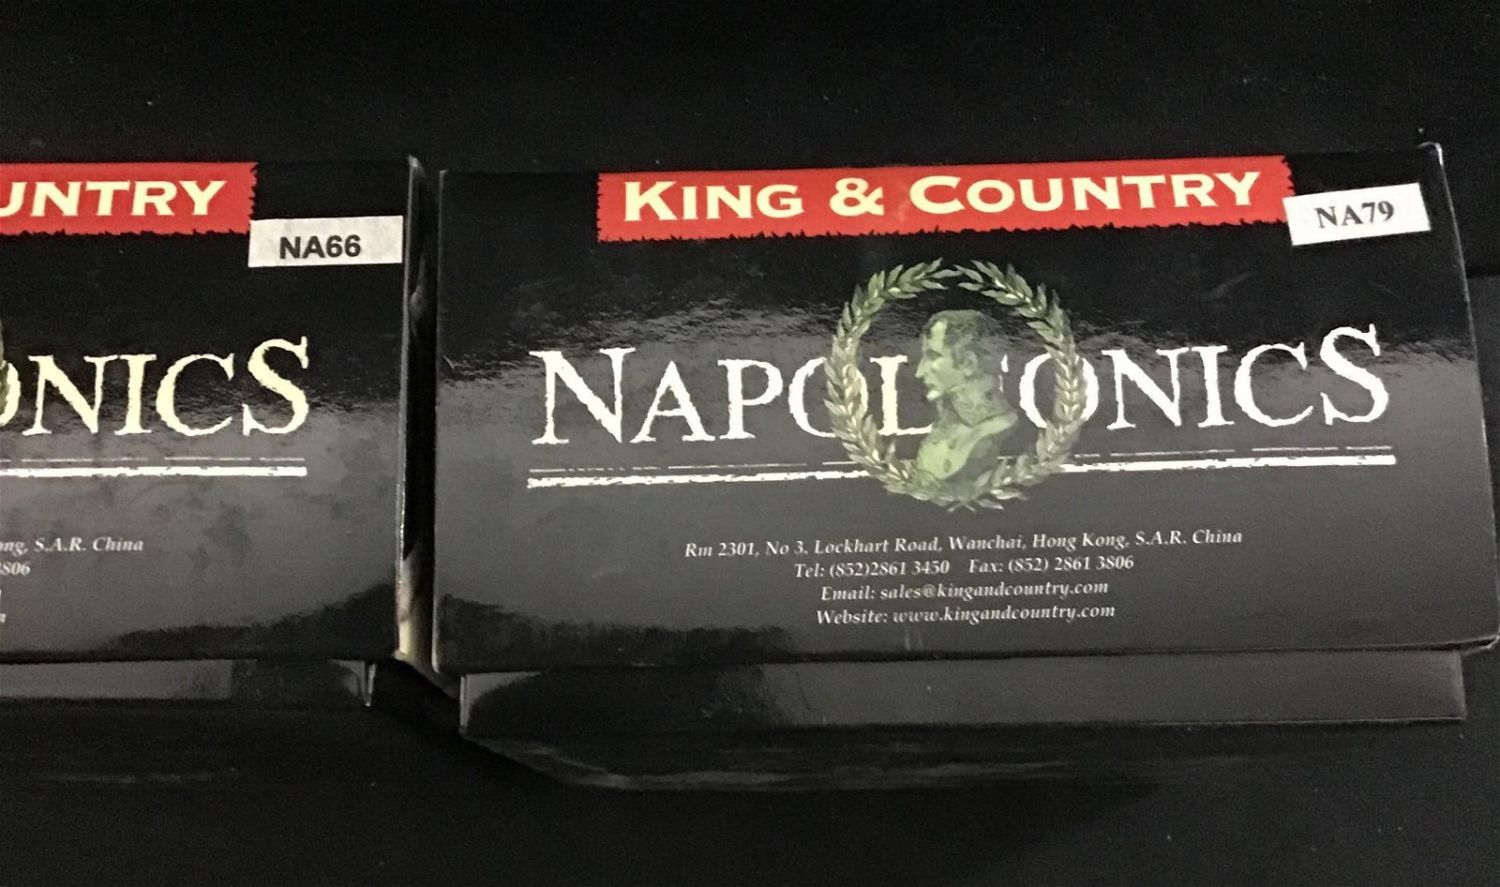 UNTRY
NA66
ONICS
ong, S.A.R. China
3806
KING & COUNTRY
NA79
NAPOLEONICS
Rm 2301, No 3. Lockhart Road, Wanchai, Hong Kong, S.A.R. China
Tel: (852)2861 3450 Fax: (852) 2861 3806
Email: sales@kingandcountry.com
Website: www.kingandcountry.com